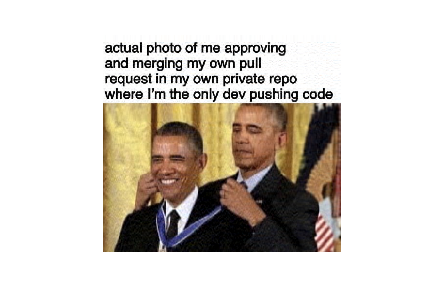 actual photo of me approving
and merging my own pull
request in my own private repo
where I'm the only dev pushing code